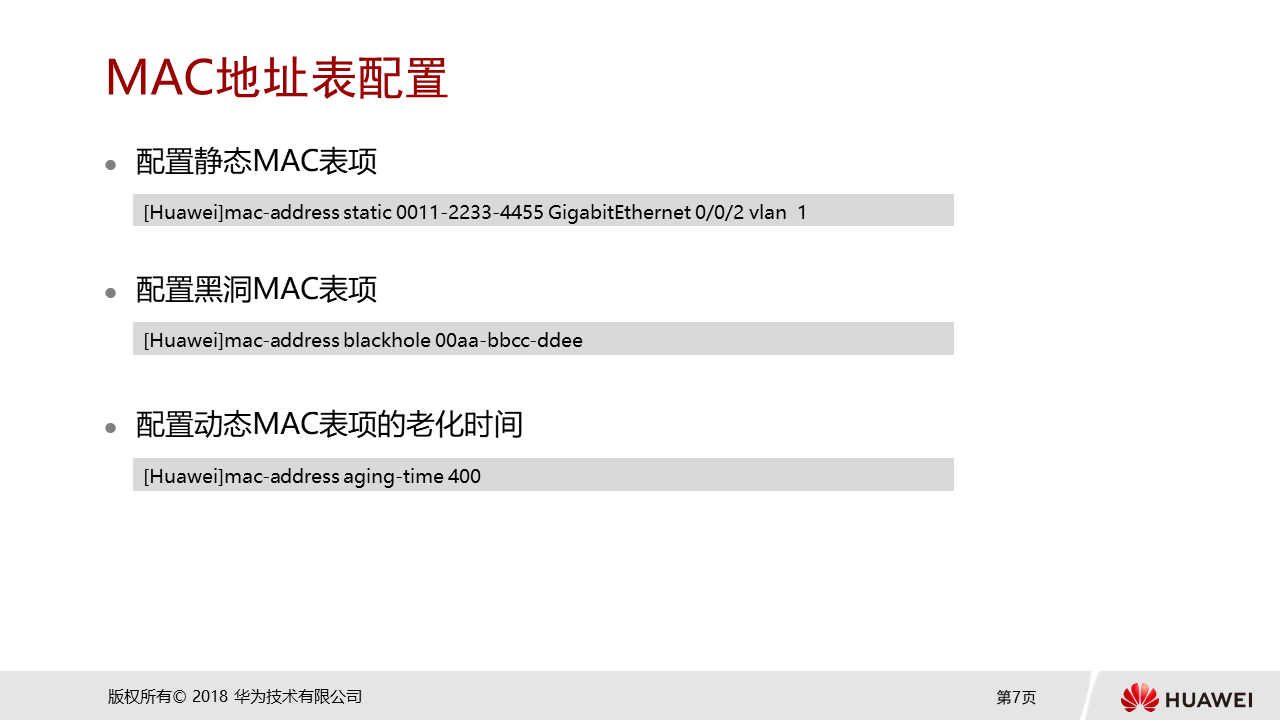 MAC地址表配置
● 配置静态MAC表项
[Huawei]mac-address static 0011-2233-4455 GigabitEthernet 0/0/2 vlan  1
● 配置黑洞MAC表项
[Huawei]mac-address blackhole 00aa-bbcc-ddee
● 配置动态MAC表项的老化时间
[Huawei]mac-address aging-time 400
版权所有© 2018 华为技术有限公司
第7页
HUAWEI